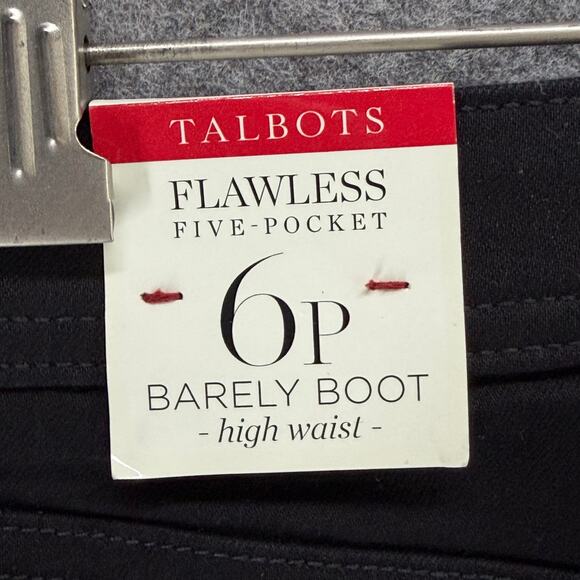 TALBOTS
FLAWLESS
FIVE-POCKET
6P
BARELY BOOT
- high waist -